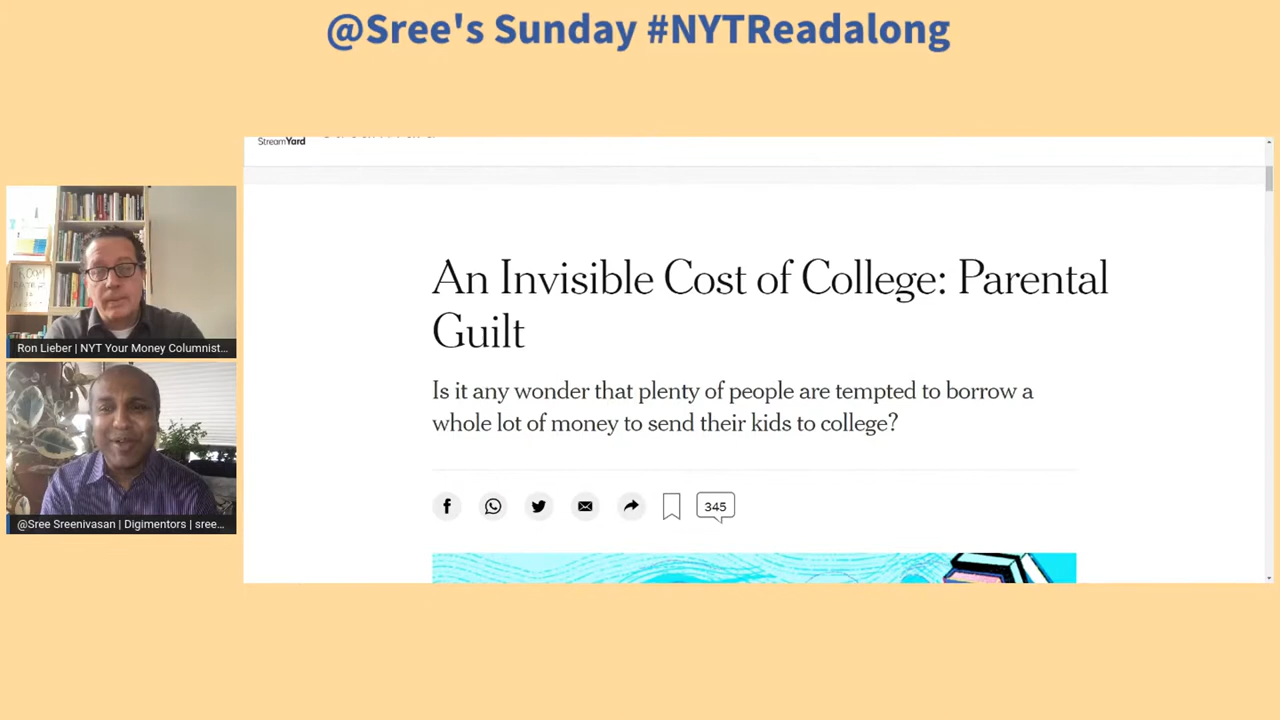 @Sree's Sunday #NYTReadalong
StreamYard
An Invisible Cost of College: Parental
Guilt
Is it any wonder that plenty of people are tempted to borrow a
whole lot of money to send their kids to college?
345
ROOM
Ron Lieber | NYT Your Money Columnist...
@Sree Sreenivasan | Digimentors | sree...